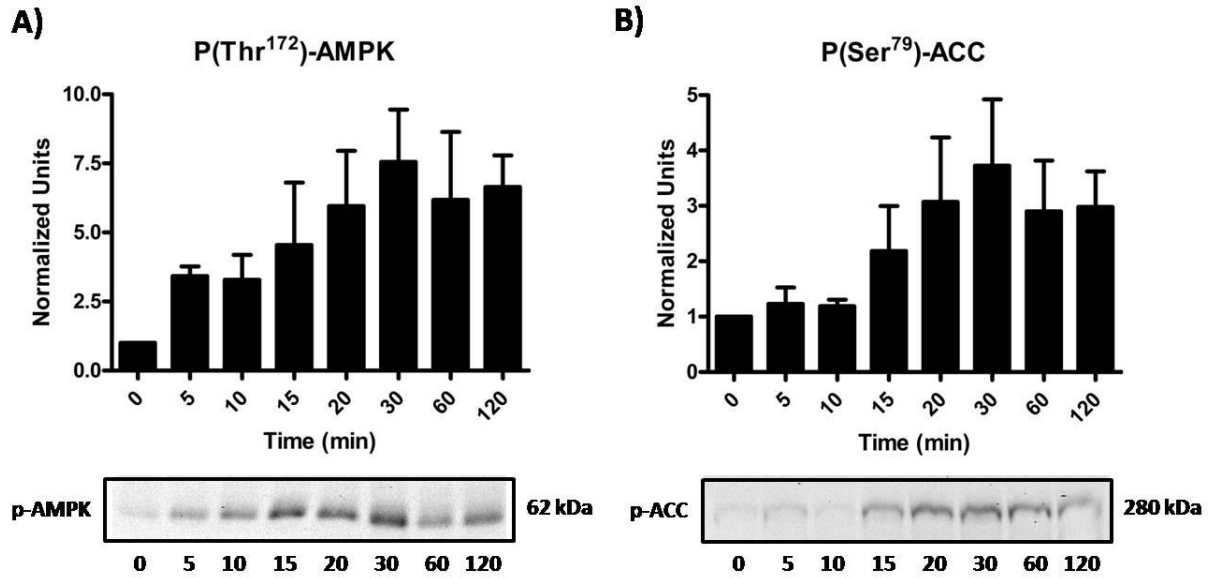 A)
P(Thr¹⁷²)-AMPK
Normalized Units
10.0
7.5
5.0
2.5
0.0
0 5 10 15 20 30 60 120
Time (min)
p-AMPK 62 kDa
0 5 10 15 20 30 60 120
B)
P(Ser⁷⁹)-ACC
Normalized Units
5
4
3
2
1
0
0 5 10 15 20 30 60 120
Time (min)
p-ACC 280 kDa
0 5 10 15 20 30 60 120